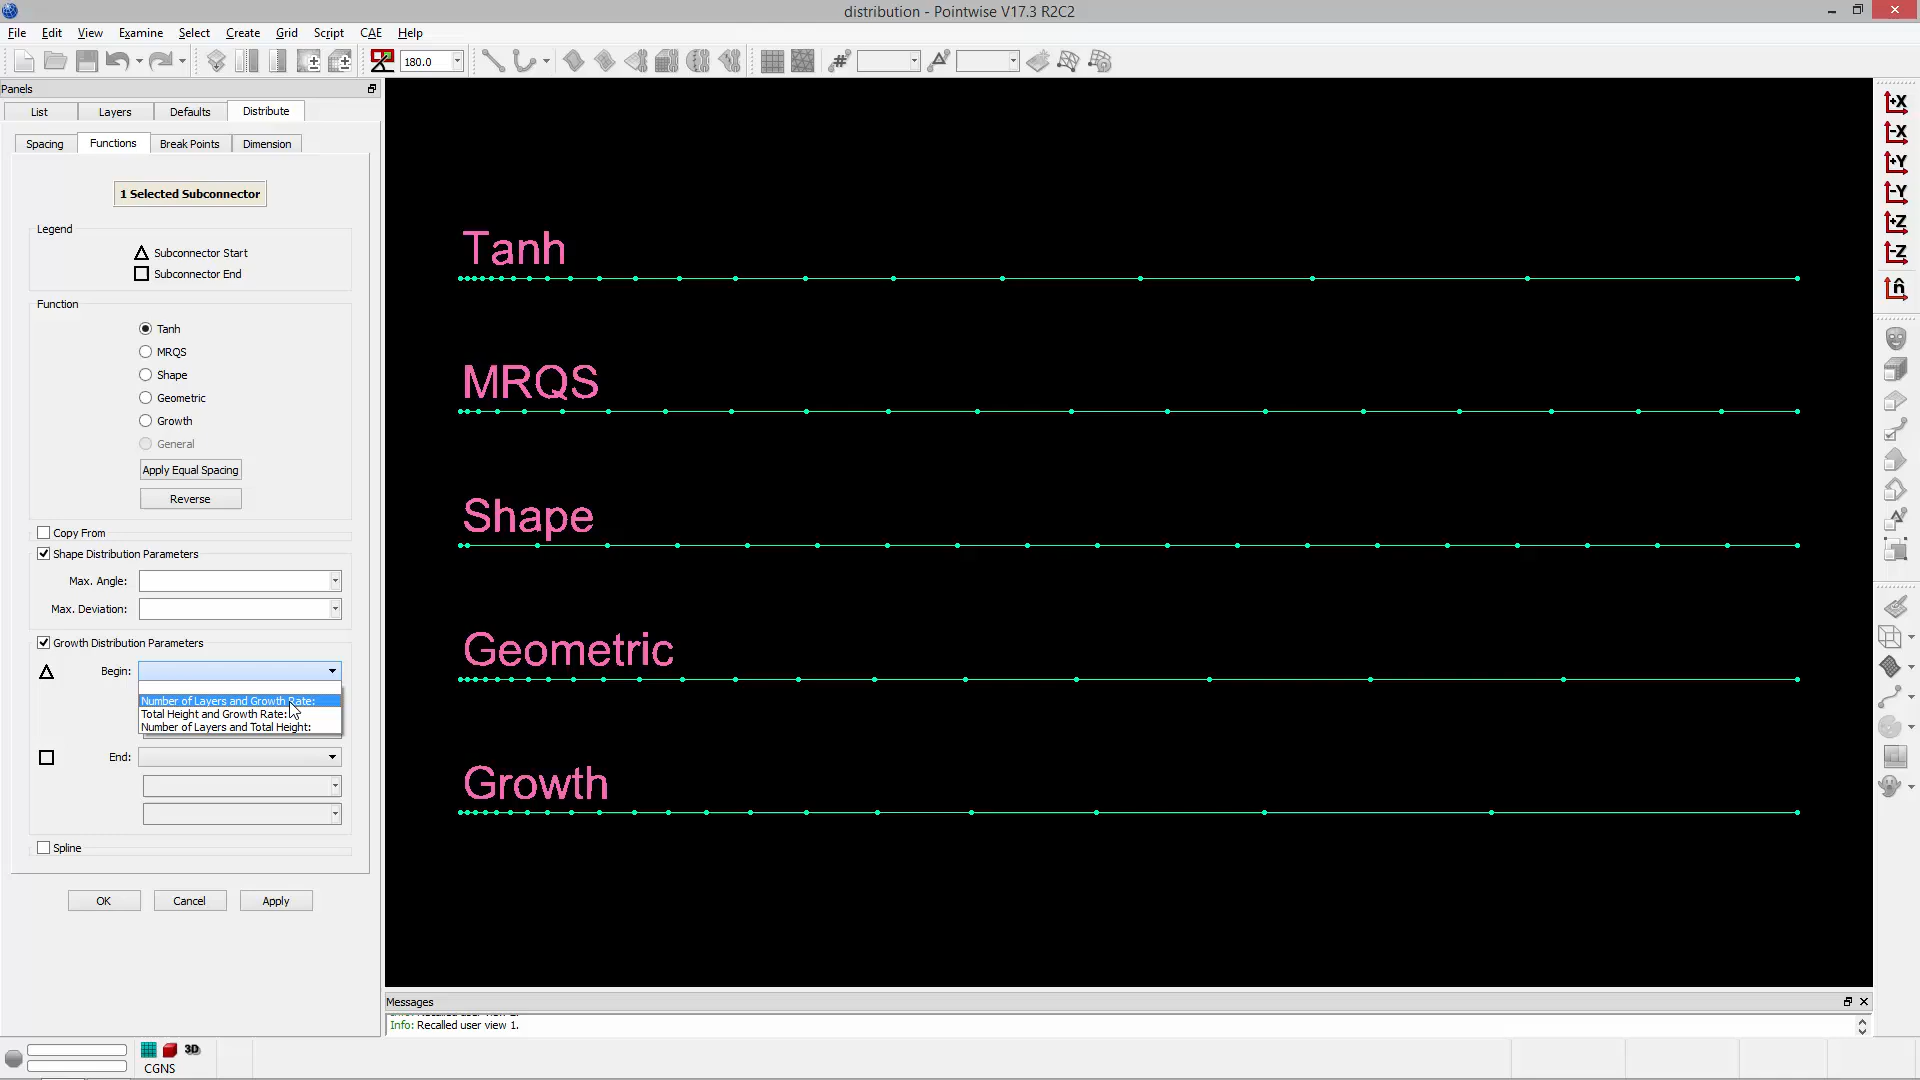 distribution - Pointwise V17.3 R2C2
File Edit View Examine Select Create Grid Script CAE Help
180.0
Panels
List Layers Defaults Distribute
Spacing Functions Break Points Dimension
1 Selected Subconnector
Legend
Subconnector Start
Subconnector End
Function
Tanh
MRQS
Shape
Geometric
Growth
General
Apply Equal Spacing
Reverse
Copy From
Shape Distribution Parameters
Max. Angle:
Max. Deviation:
Growth Distribution Parameters
Begin:
Number of Layers and Growth Rate:
Total Height and Growth Rate:
Number of Layers and Total Height:
End:
Spline
OK Cancel Apply
Tanh
MRQS
Shape
Geometric
Growth
+X
-X
+Y
-Y
+Z
-Z
n̂
Messages
Info: Recalled user view 1.
3D
CGNS